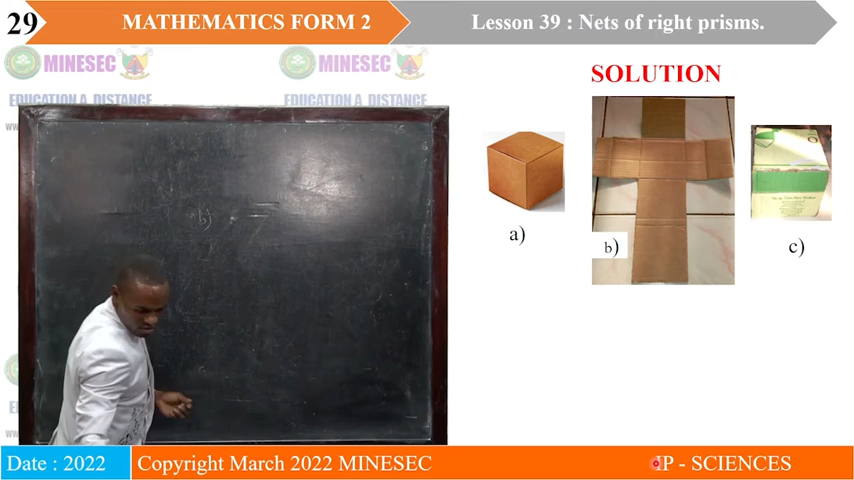 29
MATHEMATICS FORM 2
Lesson 39 : Nets of right prisms.
MINESEC
MINESEC
EDUCATION A DISTANCE
EDUCATION A DISTANCE
SOLUTION
b)
a)
b)
c)
Date : 2022
Copyright March 2022 MINESEC
IP - SCIENCES